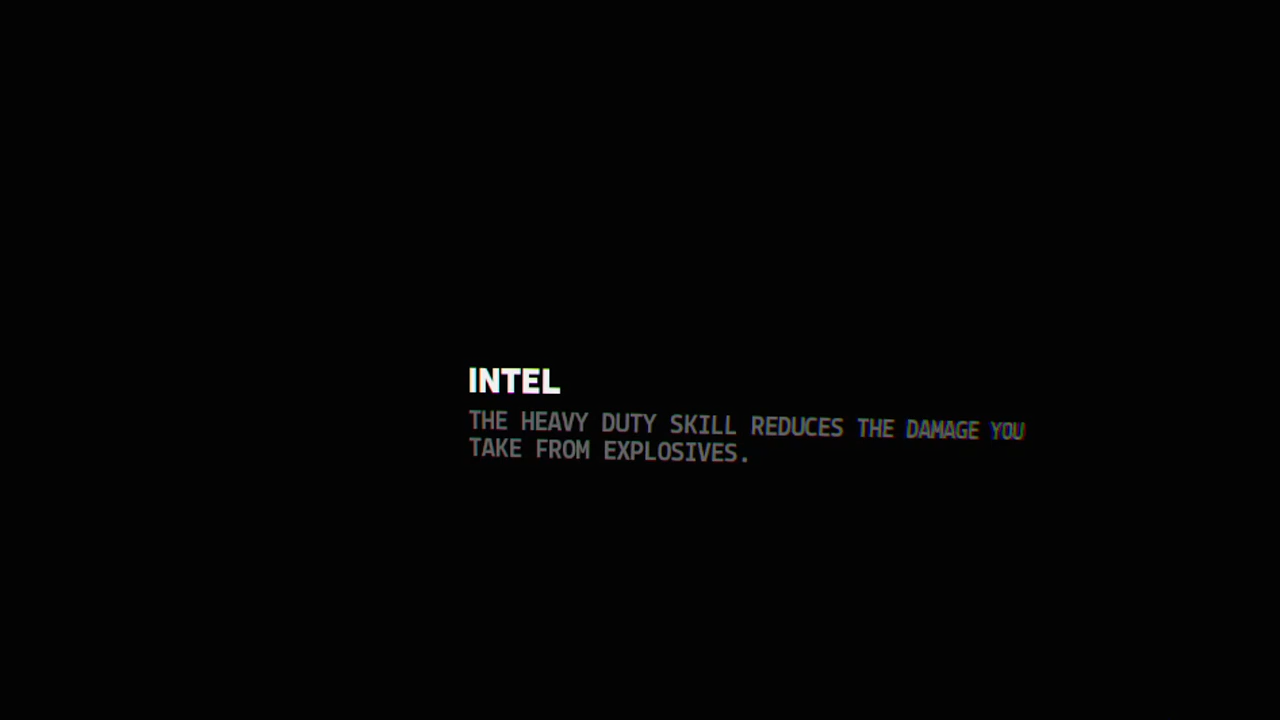 INTEL
THE HEAVY DUTY SKILL REDUCES THE DAMAGE YOU
TAKE FROM EXPLOSIVES.